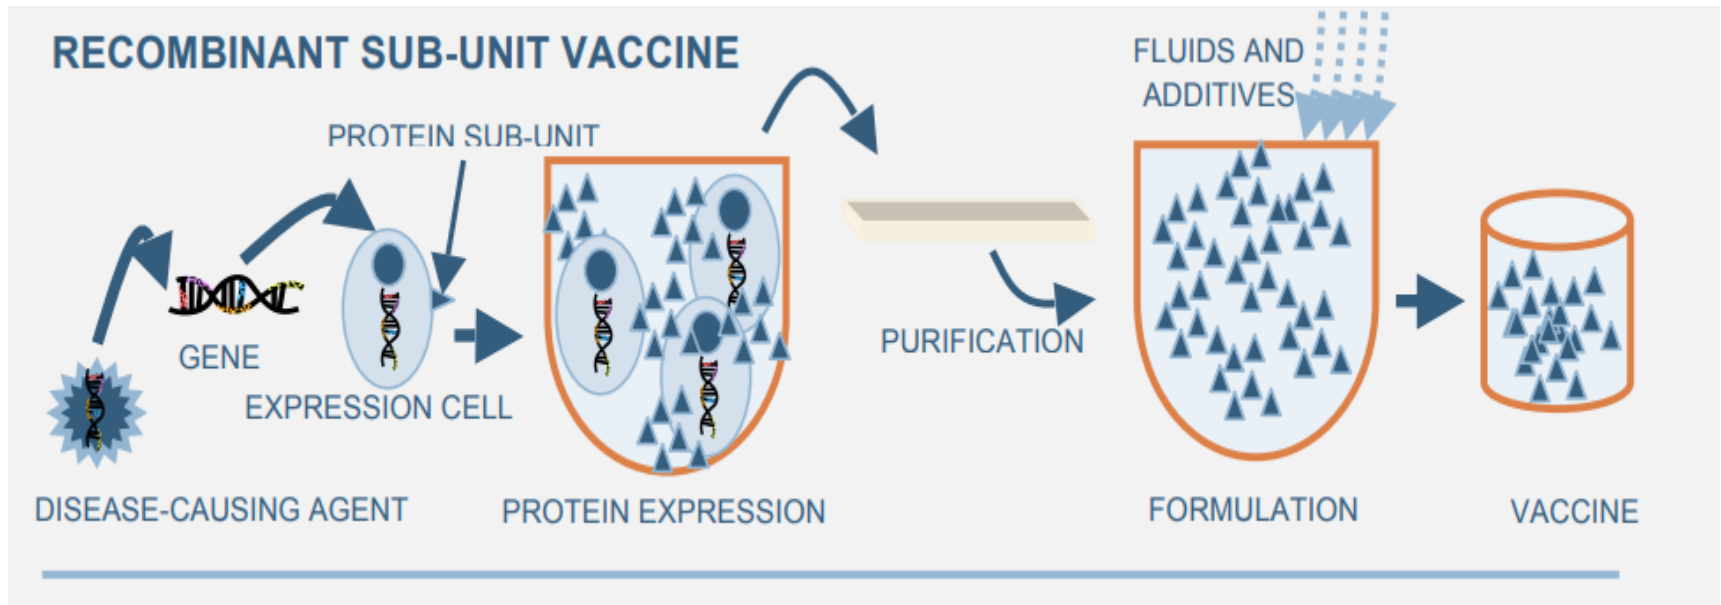 RECOMBINANT SUB-UNIT VACCINE
FLUIDS AND
ADDITIVES
PROTEIN SUB-UNIT
GENE
EXPRESSION CELL
PURIFICATION
DISEASE-CAUSING AGENT
PROTEIN EXPRESSION
FORMULATION
VACCINE